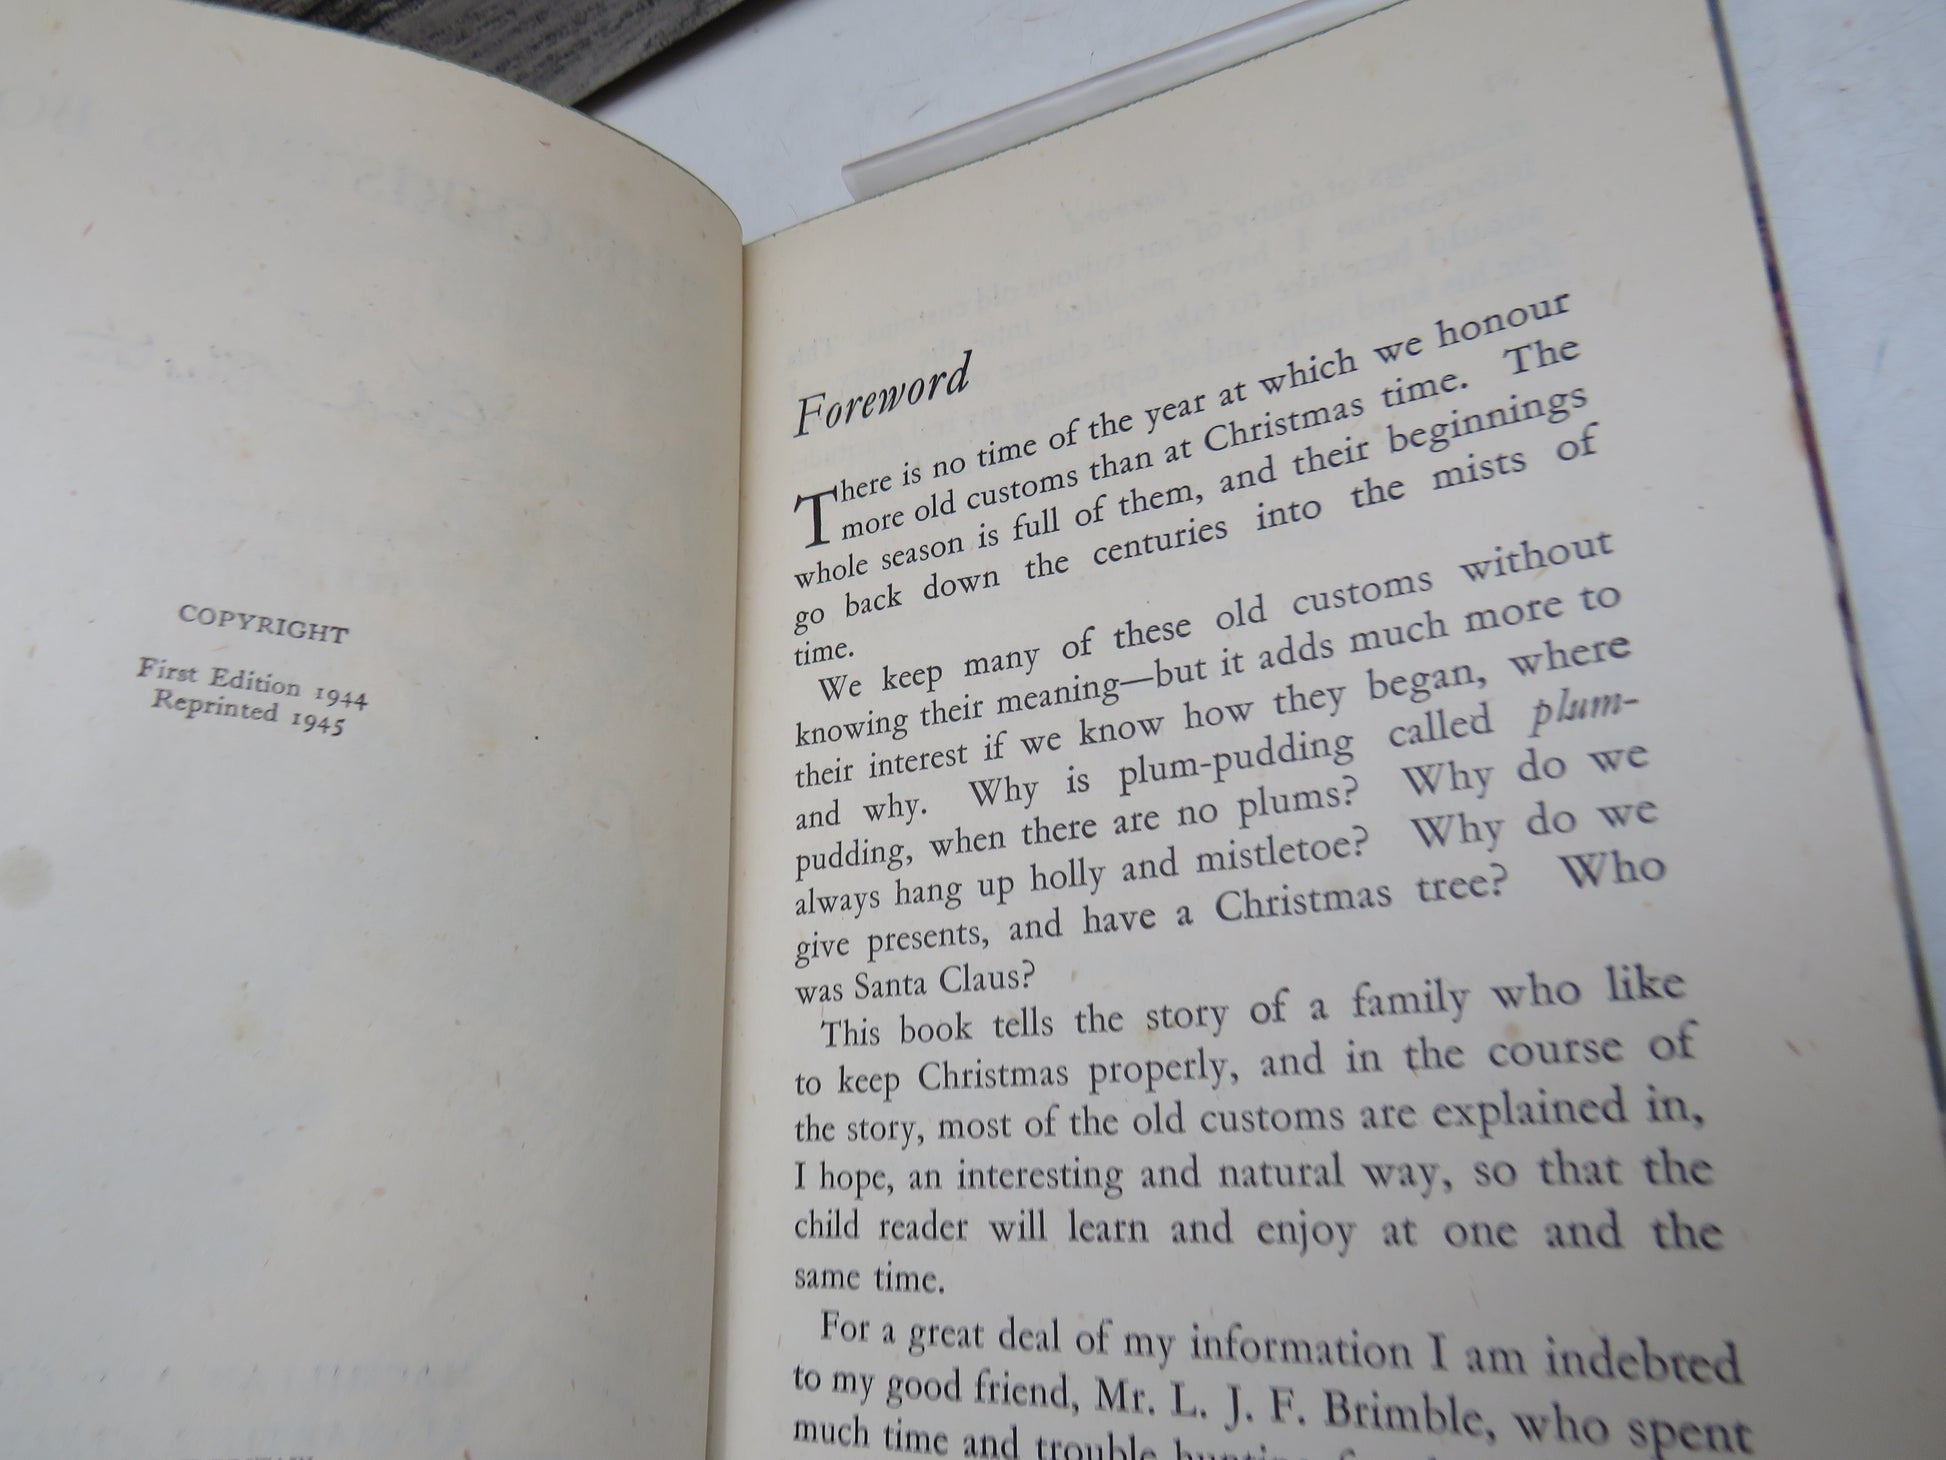 COPYRIGHT
First Edition 1944
Reprinted 1945
Foreword
There is no time of the year at which we honour
more old customs than at Christmas time. The
whole season is full of them, and their beginnings
go back down the centuries into the mists of
time.
We keep many of these old customs without
knowing their meaning—but it adds much more to
their interest if we know how they began, where
and why. Why is plum-pudding called plum-
pudding, when there are no plums? Why do we
always hang up holly and mistletoe? Why do we
give presents, and have a Christmas tree? Who
was Santa Claus?
This book tells the story of a family who like
to keep Christmas properly, and in the course of
the story, most of the old customs are explained in,
I hope, an interesting and natural way, so that the
child reader will learn and enjoy at one and the
same time.
For a great deal of my information I am indebted
to my good friend, Mr. L. J. F. Brimble, who spent
much time and trouble